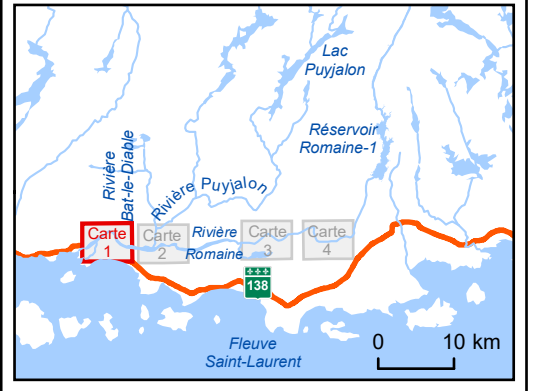 Lac
Puyjalon
Réservoir
Romaine-1
Rivière
Bat-le-Diable
Rivière Puyjalon
Carte
1
Carte
2
Rivière
Romaine
Carte
3
Carte
4
138
Fleuve
Saint-Laurent
0 10 km